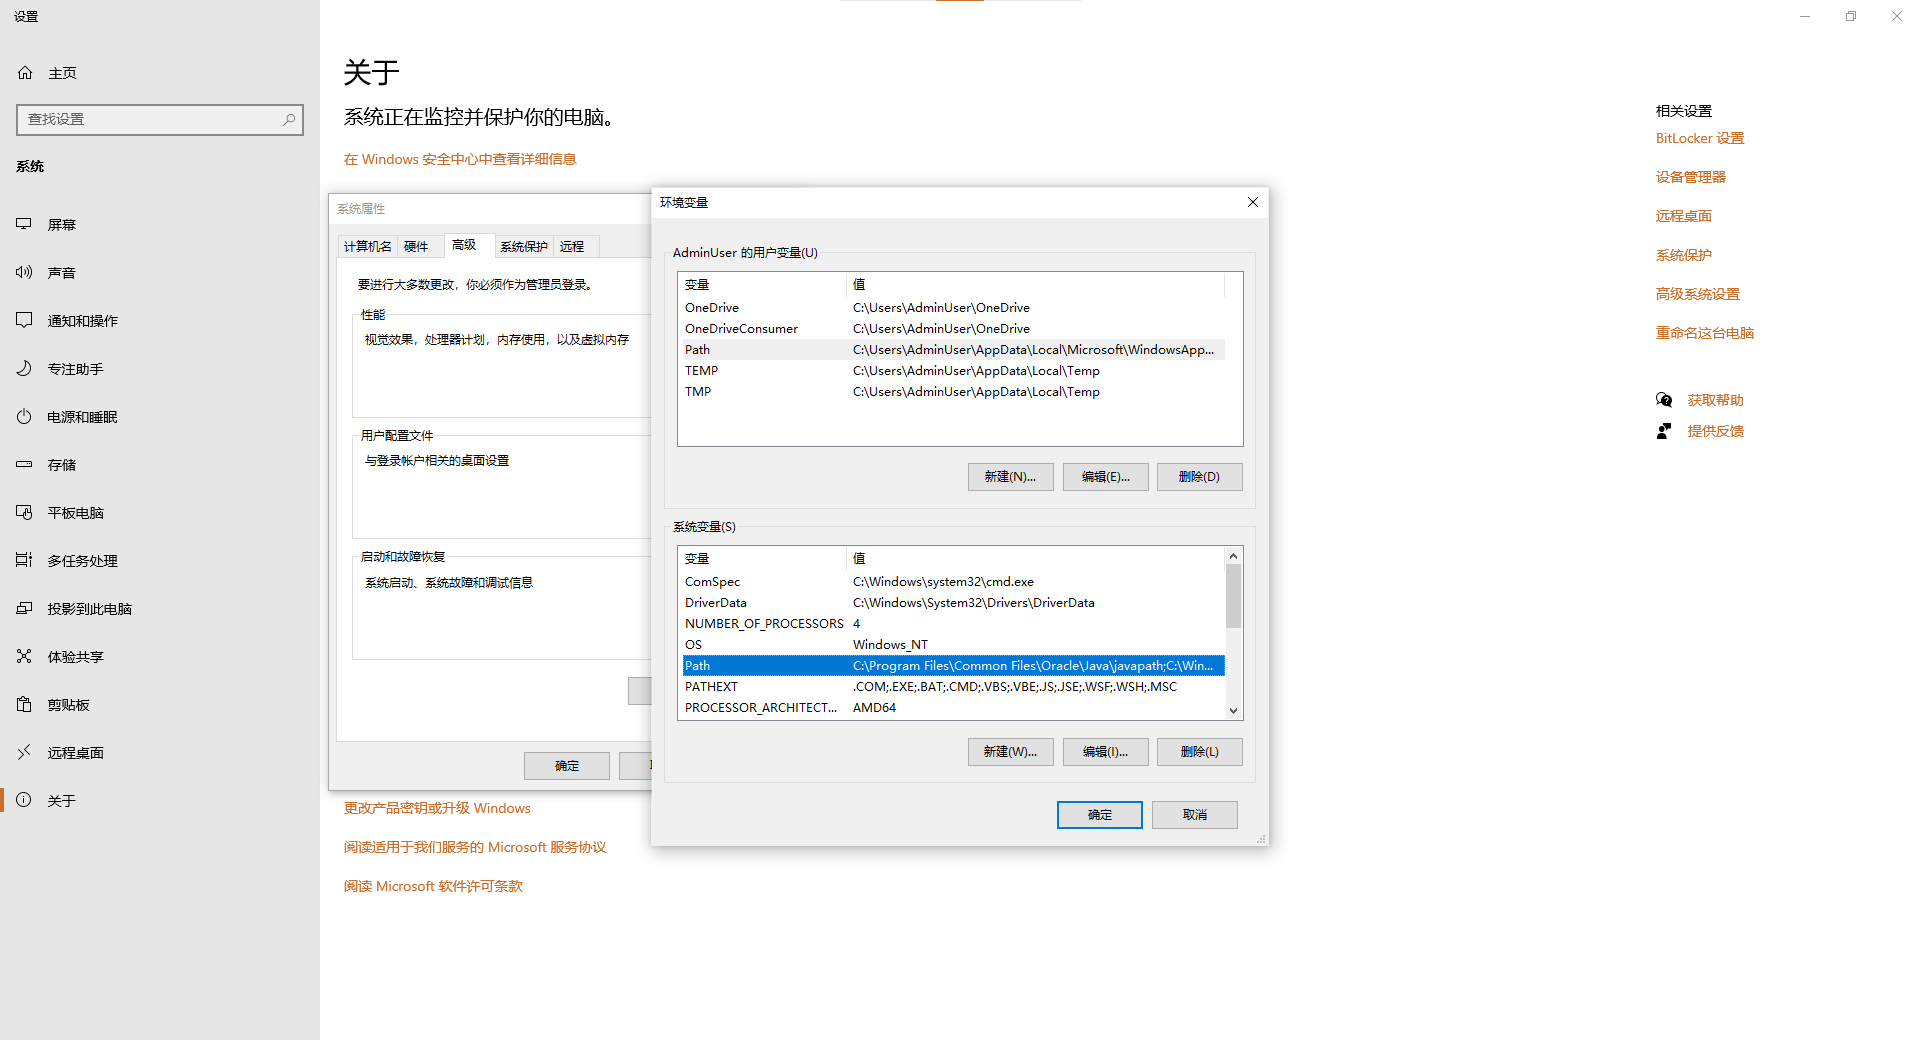 设置
主页
查找设置
系统
屏幕
声音
通知和操作
专注助手
电源和睡眠
存储
平板电脑
多任务处理
投影到此电脑
体验共享
剪贴板
远程桌面
关于
关于
系统正在监控并保护你的电脑。
在 Windows 安全中心中查看详细信息
系统属性
计算机名 硬件 高级 系统保护 远程
要进行大多数更改，你必须作为管理员登录。
性能
视觉效果，处理器计划，内存使用，以及虚拟内存
用户配置文件
与登录帐户相关的桌面设置
启动和故障恢复
系统启动、系统故障和调试信息
确定
更改产品密钥或升级 Windows
阅读适用于我们服务的 Microsoft 服务协议
阅读 Microsoft 软件许可条款
环境变量
AdminUser 的用户变量(U)
变量 值
OneDrive C:\Users\AdminUser\OneDrive
OneDriveConsumer C:\Users\AdminUser\OneDrive
Path C:\Users\AdminUser\AppData\Local\Microsoft\WindowsApp...
TEMP C:\Users\AdminUser\AppData\Local\Temp
TMP C:\Users\AdminUser\AppData\Local\Temp
新建(N)... 编辑(E)... 删除(D)
系统变量(S)
变量 值
ComSpec C:\Windows\system32\cmd.exe
DriverData C:\Windows\System32\Drivers\DriverData
NUMBER_OF_PROCESSORS 4
OS Windows_NT
Path C:\Program Files\Common Files\Oracle\Java\javapath;C:\Win...
PATHEXT .COM;.EXE;.BAT;.CMD;.VBS;.VBE;.JS;.JSE;.WSF;.WSH;.MSC
PROCESSOR_ARCHITECT... AMD64
新建(W)... 编辑(I)... 删除(L)
确定 取消
相关设置
BitLocker 设置
设备管理器
远程桌面
系统保护
高级系统设置
重命名这台电脑
获取帮助
提供反馈